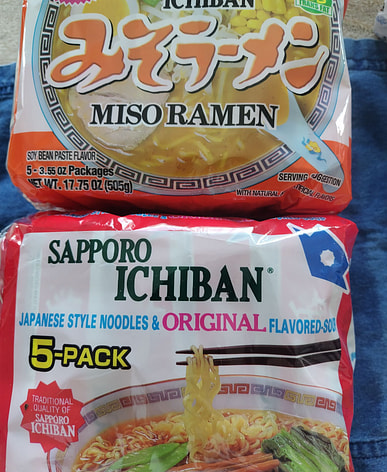 ICHIBAN
みそラーメン
MISO RAMEN
SOY BEAN PASTE FLAVOR
5 - 3.55 OZ Packages
NET WT. 17.75 OZ (505g)
SERVING SUGGESTION
WITH NATURAL
SAPPORO
ICHIBAN®
JAPANESE STYLE NOODLES & ORIGINAL FLAVORED-SOU
5-PACK
TRADITIONAL
QUALITY OF
SAPPORO
ICHIBAN